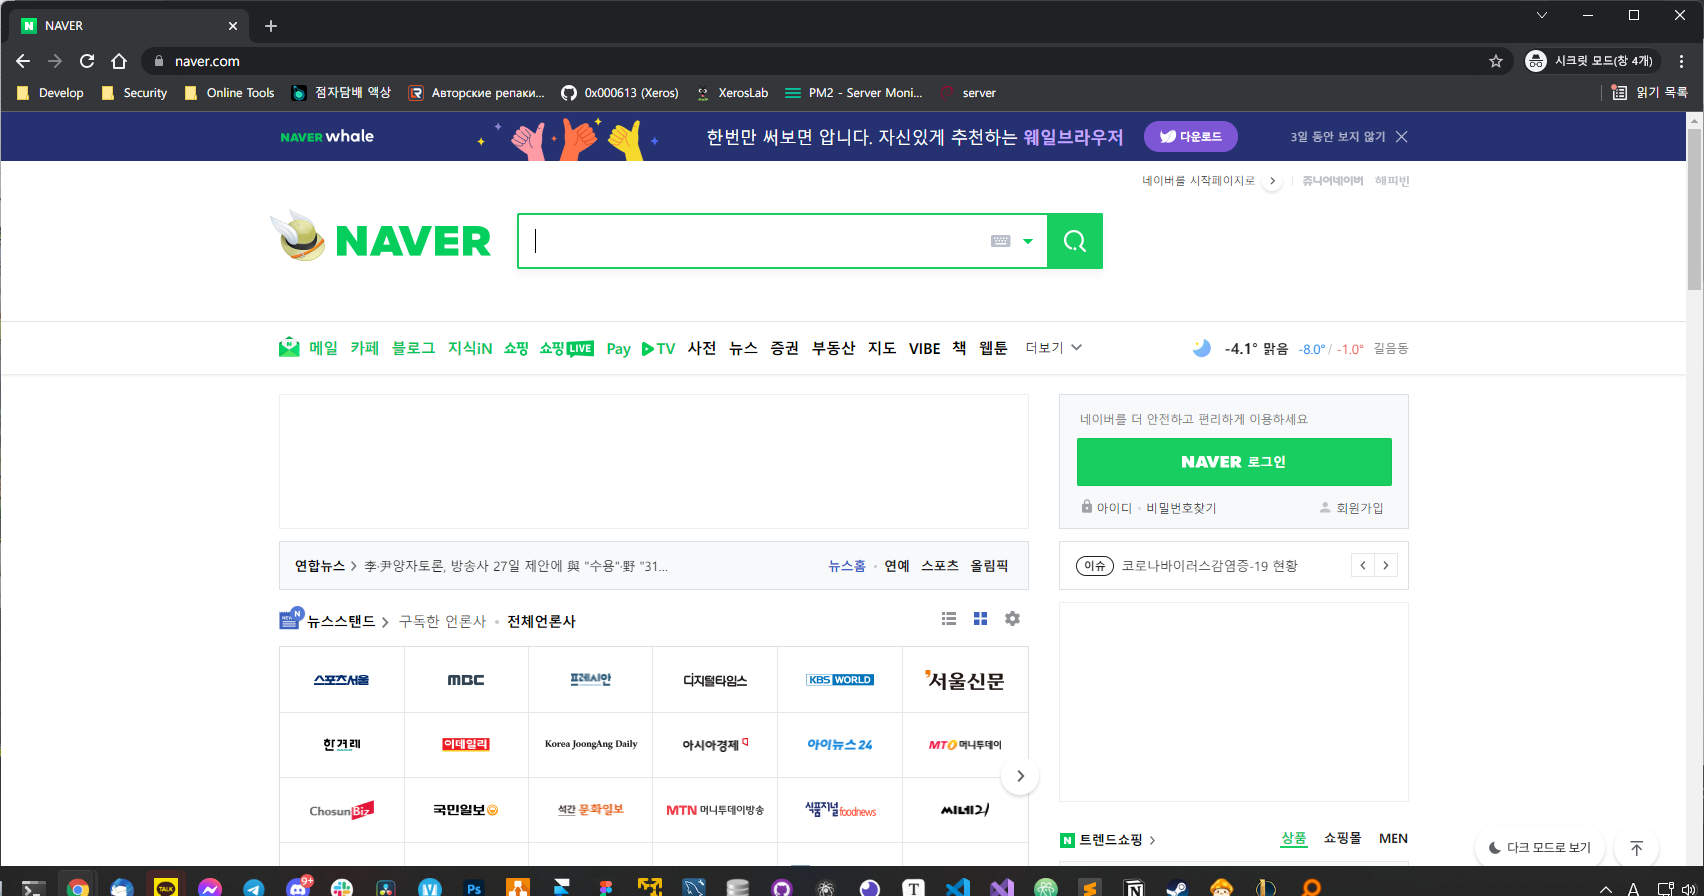 NAVER
naver.com
시크릿 모드(창 4개)
Develop
Security
Online Tools
점자담배 액상
Авторские репаки...
0x000613 (Xeros)
XerosLab
PM2 - Server Moni...
server
읽기 목록
NAVER whale
한번만 써보면 압니다. 자신있게 추천하는 웨일브라우저
다운로드
3일 동안 보지 않기
네이버를 시작페이지로
쥬니어네이버
해피빈
NAVER
메일 카페 블로그 지식iN 쇼핑 쇼핑LIVE Pay TV 사전 뉴스 증권 부동산 지도 VIBE 책 웹툰 더보기
-4.1° 맑음 -8.0° / -1.0° 길음동
네이버를 더 안전하고 편리하게 이용하세요
NAVER 로그인
아이디 · 비밀번호찾기
회원가입
연합뉴스 > 李·尹양자토론, 방송사 27일 제안에 與 "수용"·野 "31...
뉴스홈 · 연예 스포츠 올림픽
이슈 코로나바이러스감염증-19 현황
NEW N
뉴스스탠드 > 구독한 언론사 · 전체언론사
스포츠서울
MBC
프레시안
디지털타임스
KBS WORLD
서울신문
한겨레
이데일리
Korea JoongAng Daily
아시아경제
아이뉴스24
MTO 머니투데이
ChosunBiz
국민일보
석간 문화일보
MTN 머니투데이방송
식품저널 foodnews
씨네21
N 트렌드쇼핑 >
상품 쇼핑몰 MEN
다크 모드로 보기
TALK
9+
Ps
T
A